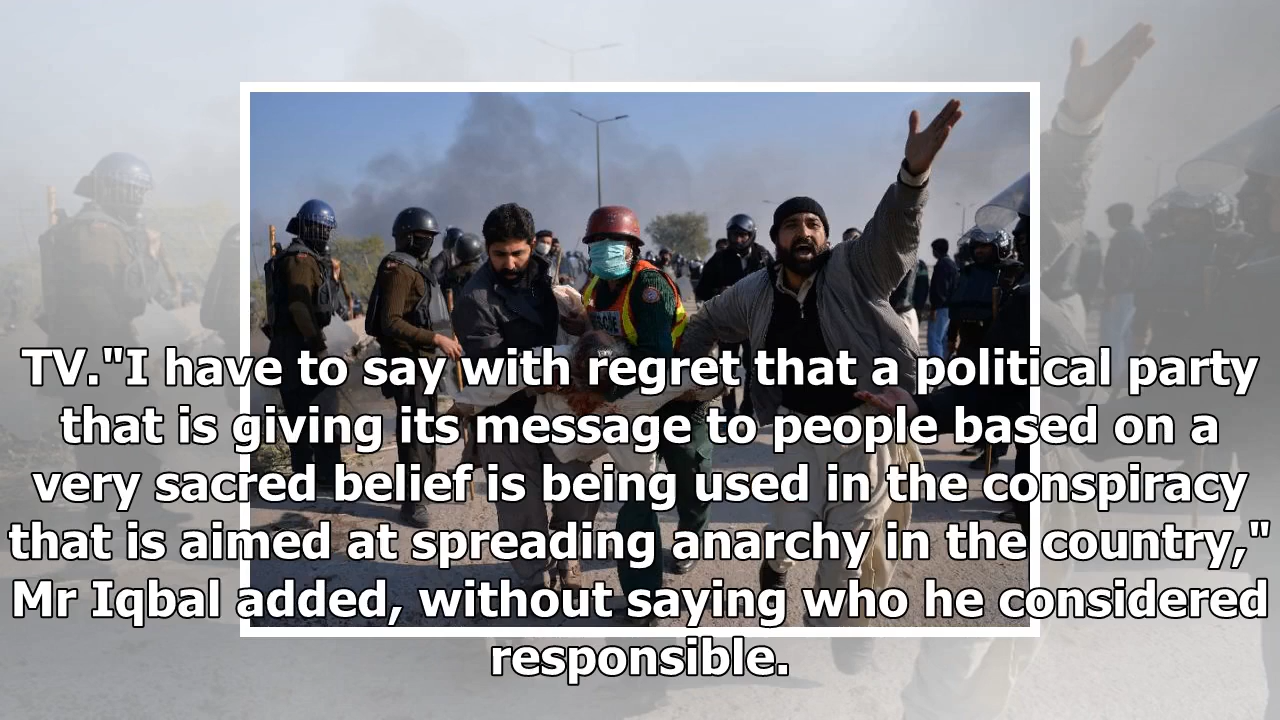 TV."I have to say with regret that a political party
that is giving its message to people based on a
very sacred belief is being used in the conspiracy
that is aimed at spreading anarchy in the country,"
Mr Iqbal added, without saying who he considered
responsible.